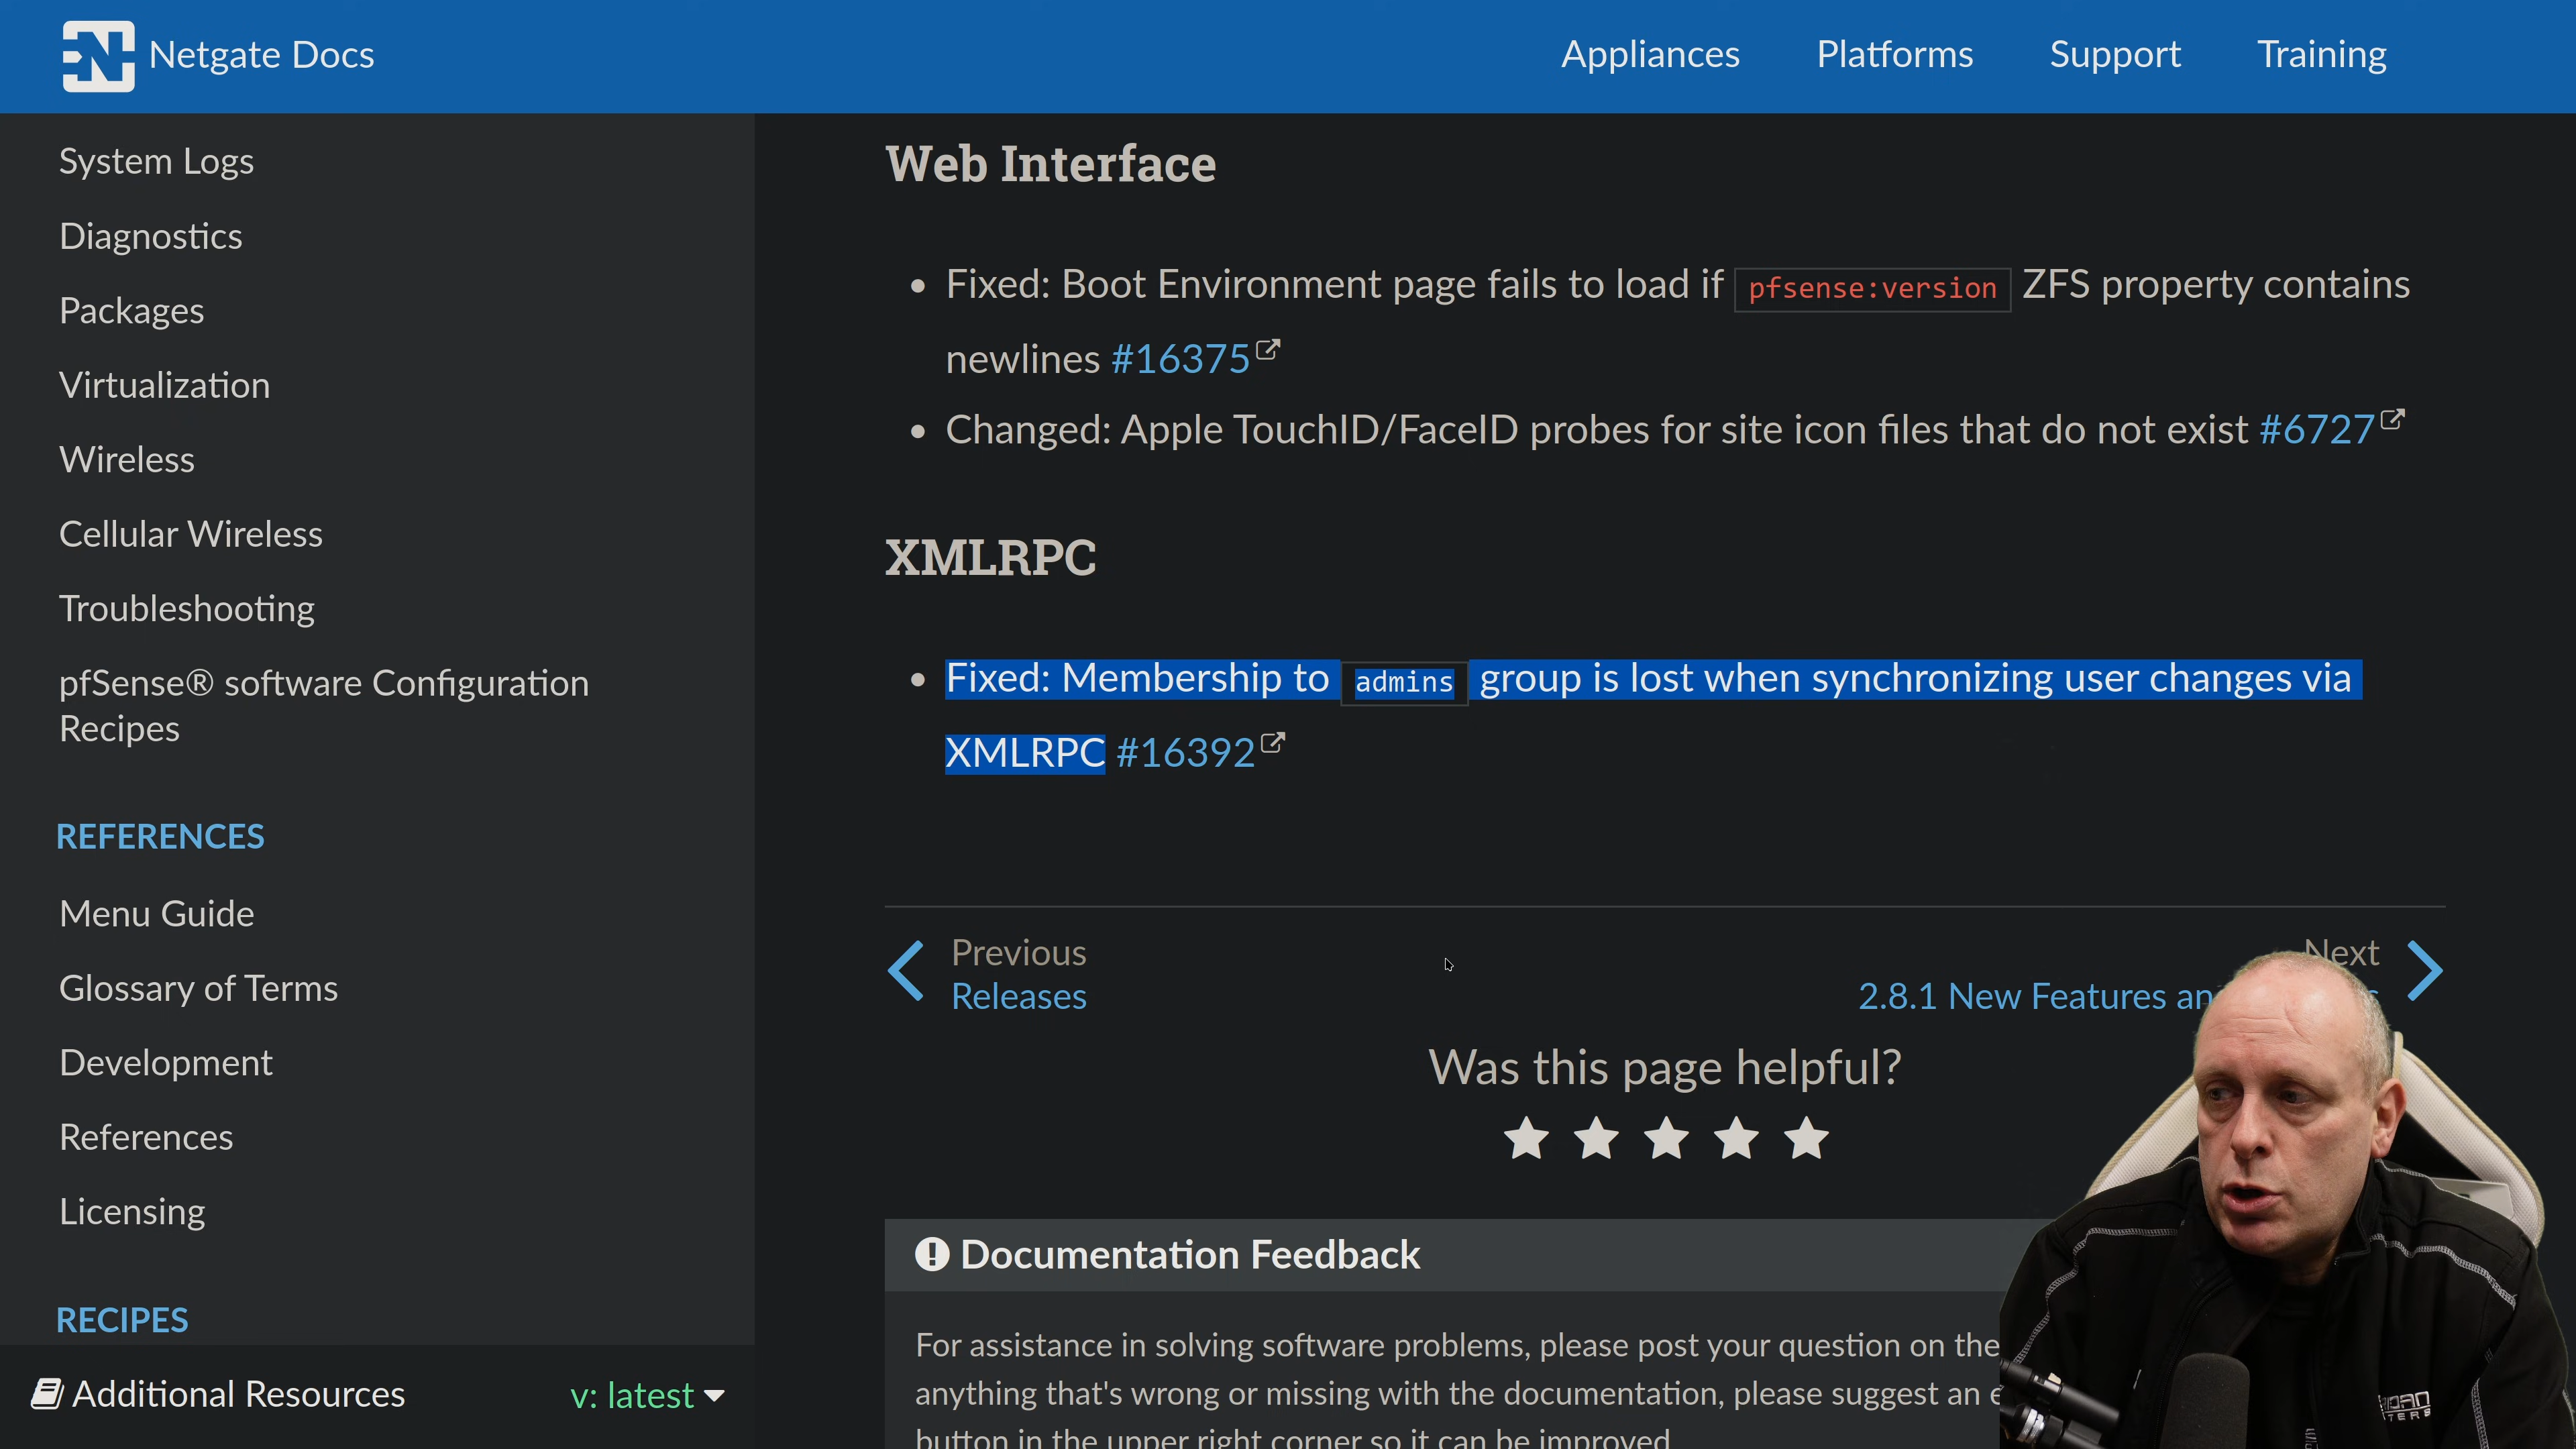 Netgate Docs
Appliances
Platforms
Support
Training
System Logs
Diagnostics
Packages
Virtualization
Wireless
Cellular Wireless
Troubleshooting
pfSense® software Configuration
Recipes
REFERENCES
Menu Guide
Glossary of Terms
Development
References
Licensing
RECIPES
Additional Resources
v: latest
Web Interface
Fixed: Boot Environment page fails to load if pfsense:version ZFS property contains
newlines #16375
Changed: Apple TouchID/FaceID probes for site icon files that do not exist #6727
XMLRPC
Fixed: Membership to admins group is lost when synchronizing user changes via
XMLRPC #16392
Previous
Releases
Next
2.8.1 New Features
Was this page helpful?
Documentation Feedback
For assistance in solving software problems, please post your question on the
anything that's wrong or missing with the documentation, please suggest an
button in the upper right corner so it can be improved